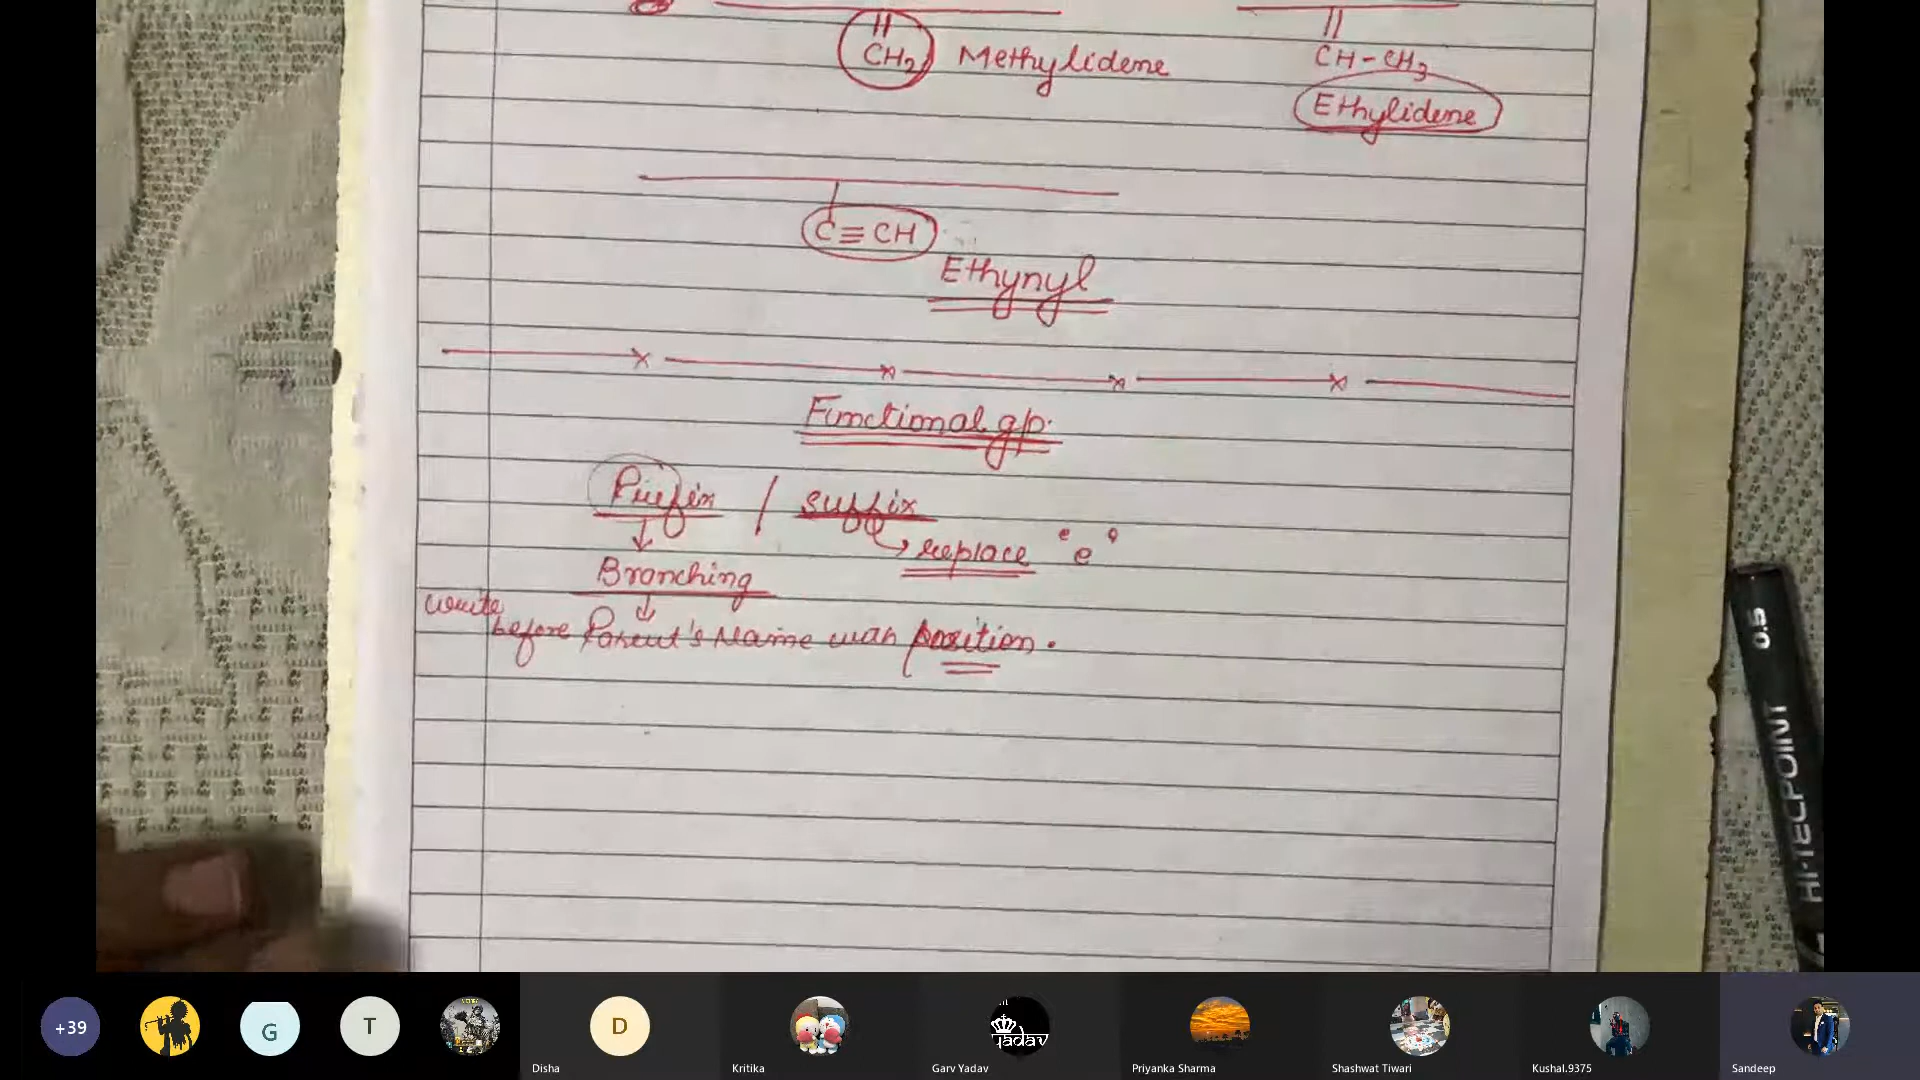 CH2 Methylidene
CH-CH3
Ethylidene
C≡CH
Ethynyl
Functional gp.
Prefix / suffix
replace "e"
Branching
write before Parent's Name with position.
0.5
HI-TECPOINT
+39
G
T
D
Yadav
Disha
Kritika
Garv Yadav
Priyanka Sharma
Shashwat Tiwari
Kushal.9375
Sandeep